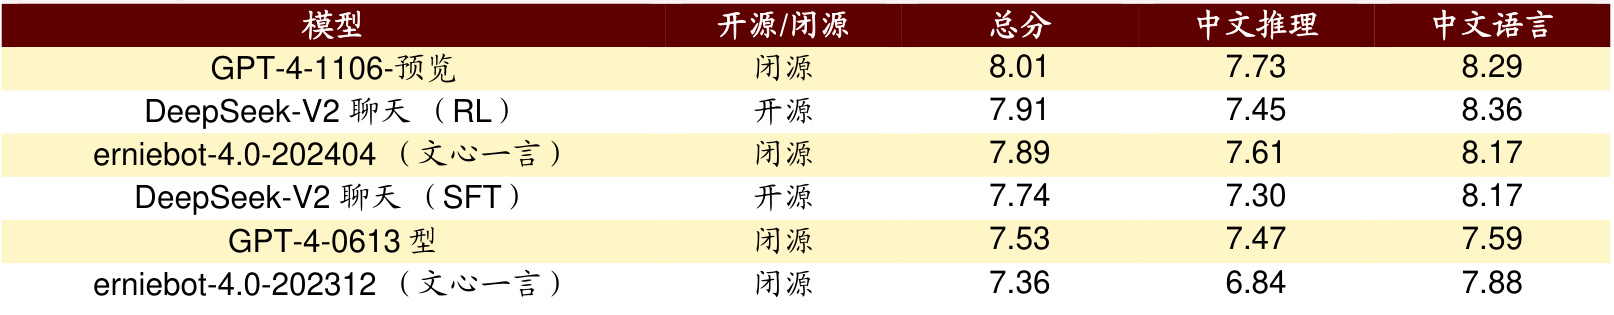 模型 开源/闭源 总分 中文推理 中文语言
GPT-4-1106-预览 闭源 8.01 7.73 8.29
DeepSeek-V2 聊天 （RL） 开源 7.91 7.45 8.36
erniebot-4.0-202404 （文心一言） 闭源 7.89 7.61 8.17
DeepSeek-V2 聊天 （SFT） 开源 7.74 7.30 8.17
GPT-4-0613 型 闭源 7.53 7.47 7.59
erniebot-4.0-202312 （文心一言） 闭源 7.36 6.84 7.88